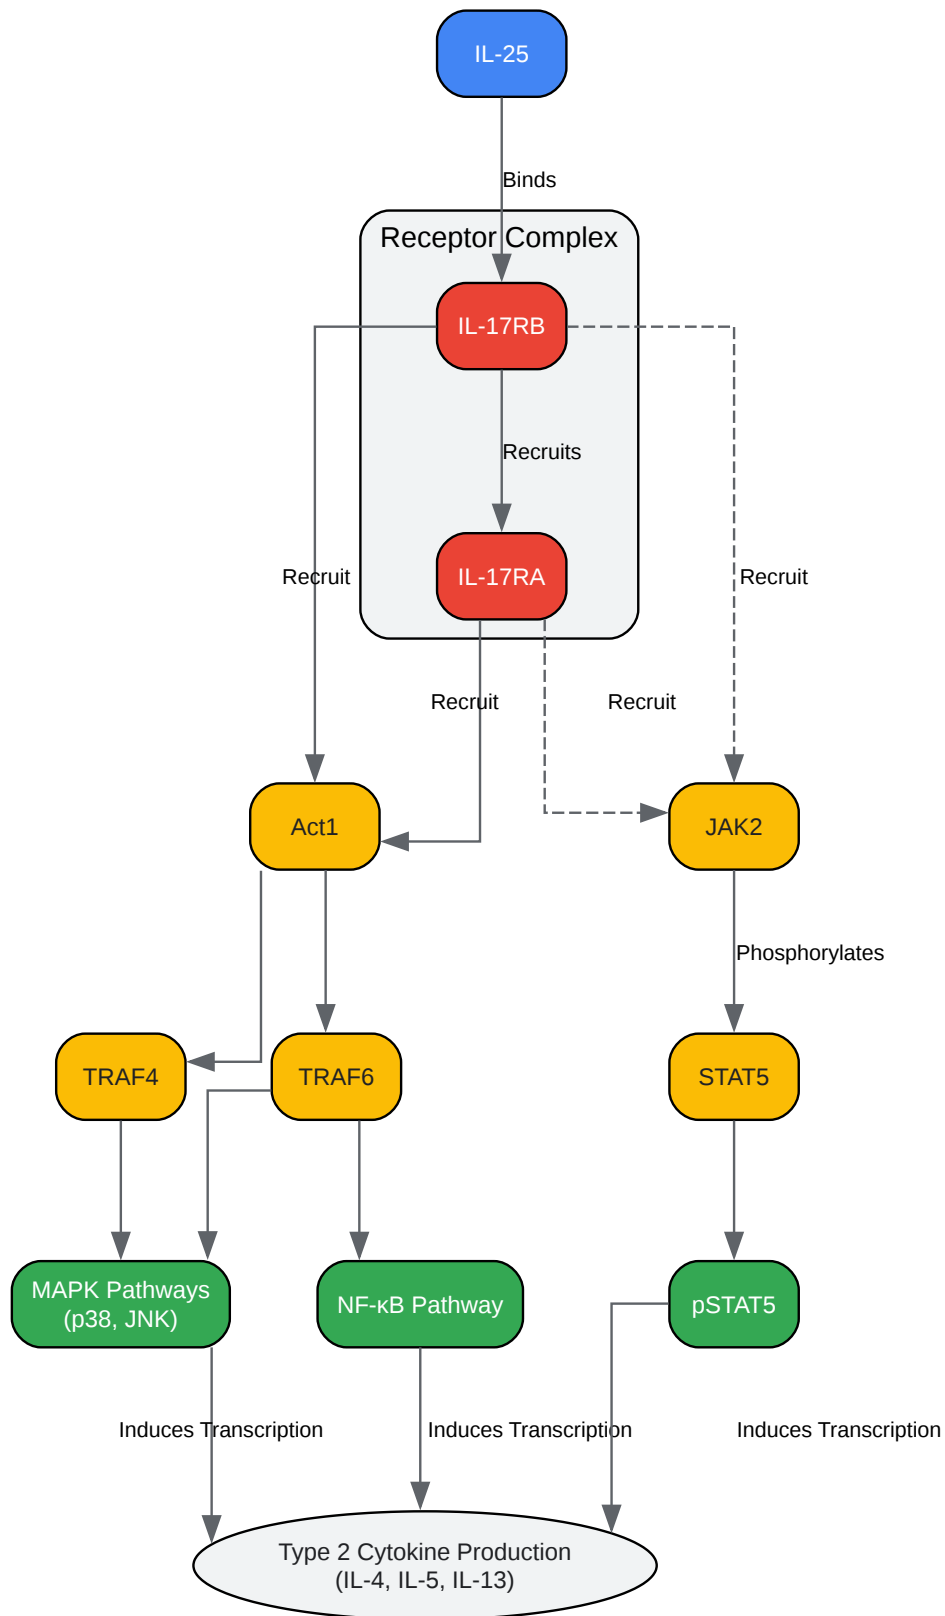 IL-25
Binds
Receptor Complex
IL-17RB
Recruits
IL-17RA
Recruit
Recruit
Recruit
Recruit
Act1
JAK2
Phosphorylates
TRAF4
TRAF6
STAT5
MAPK Pathways
(p38, JNK)
NF-κB Pathway
pSTAT5
Induces Transcription
Induces Transcription
Induces Transcription
Type 2 Cytokine Production
(IL-4, IL-5, IL-13)